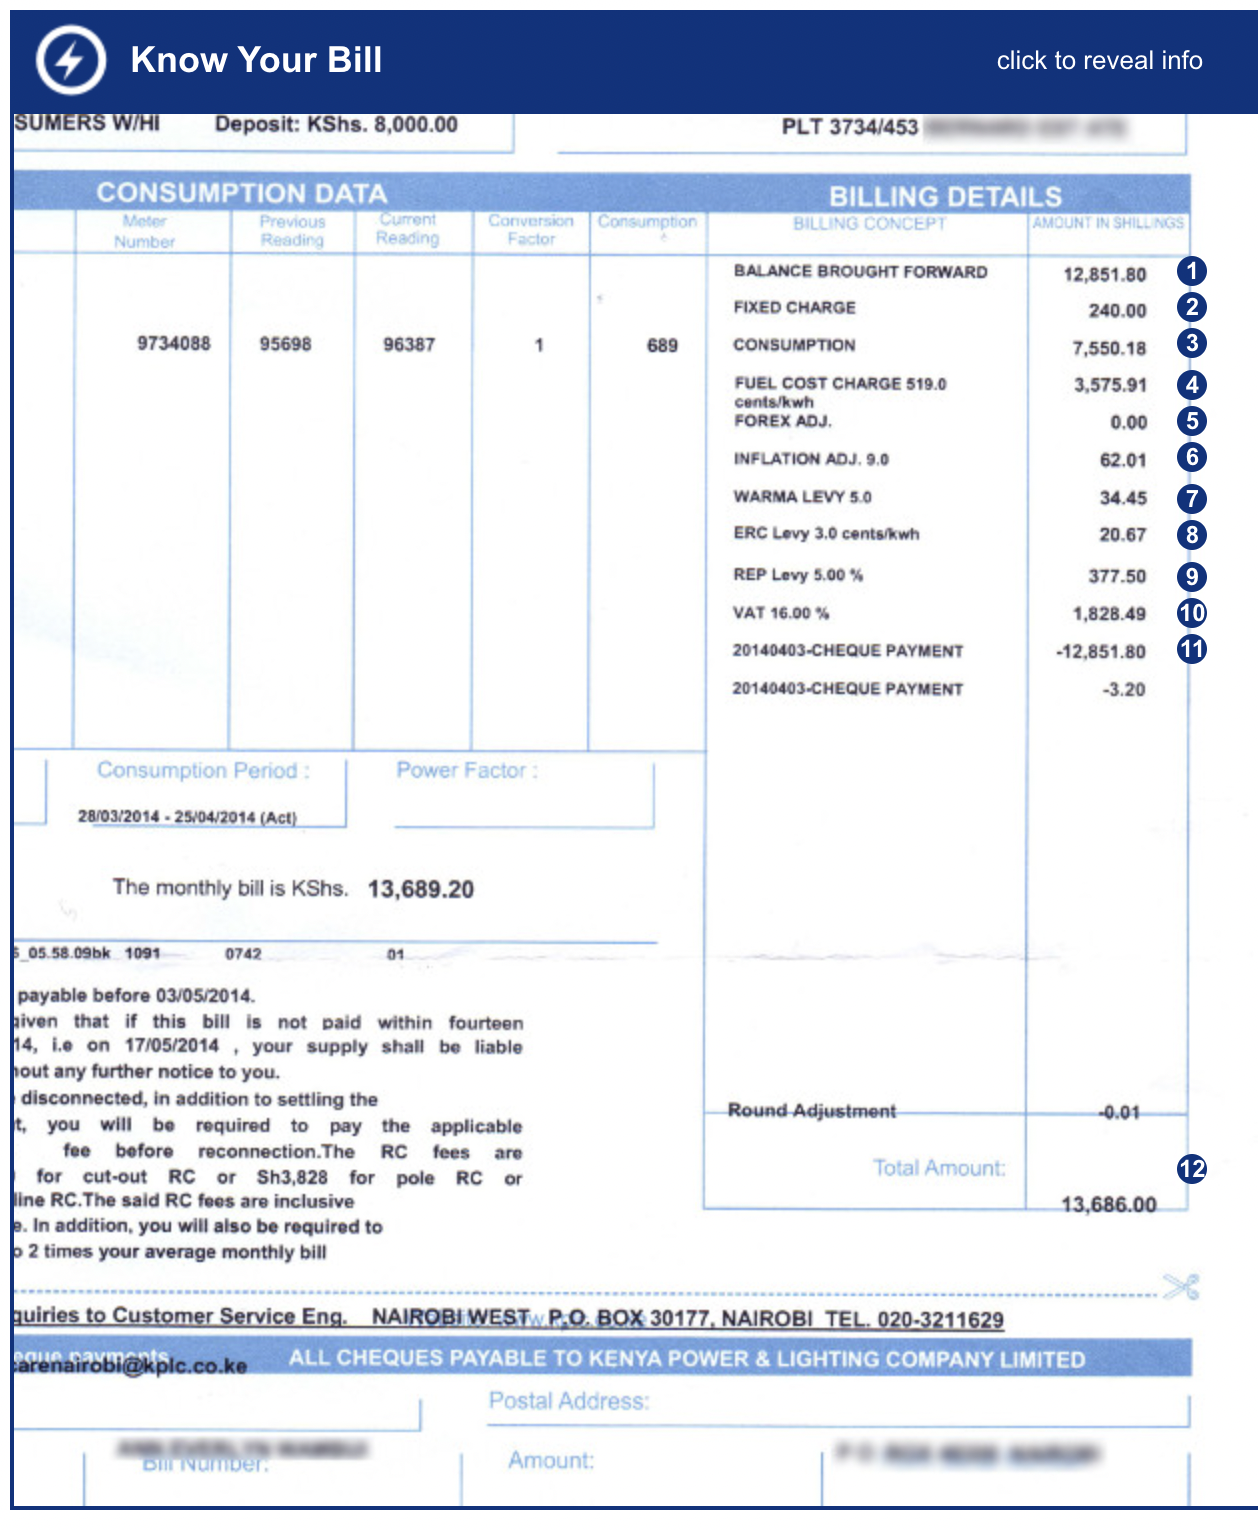 Know Your Bill
click to reveal info
SUMERS W/HI Deposit: KShs. 8,000.00
PLT 3734/453
CONSUMPTION DATA
BILLING DETAILS
Meter Number Previous Reading Current Reading Conversion Factor Consumption
BILLING CONCEPT AMOUNT IN SHILLINGS
BALANCE BROUGHT FORWARD 12,851.80 1
FIXED CHARGE 240.00 2
9734088 95698 96387 1 689
CONSUMPTION 7,550.18 3
FUEL COST CHARGE 519.0 3,575.91 4
cents/kwh
FOREX ADJ. 0.00 5
INFLATION ADJ. 9.0 62.01 6
WARMA LEVY 5.0 34.45 7
ERC Levy 3.0 cents/kwh 20.67 8
REP Levy 5.00 % 377.50 9
VAT 16.00 % 1,828.49 10
20140403-CHEQUE PAYMENT -12,851.80 11
20140403-CHEQUE PAYMENT -3.20
Consumption Period : Power Factor :
28/03/2014 - 25/04/2014 (Act)
The monthly bill is KShs. 13,689.20
_05.58.09bk 1091 0742 01
payable before 03/05/2014.
given that if this bill is not paid within fourteen
14, i.e on 17/05/2014 , your supply shall be liable
hout any further notice to you.
disconnected, in addition to settling the
t, you will be required to pay the applicable
fee before reconnection.The RC fees are
for cut-out RC or Sh3,828 for pole RC or
line RC.The said RC fees are inclusive
e. In addition, you will also be required to
o 2 times your average monthly bill
Round Adjustment -0.01
Total Amount: 12
13,686.00
quiries to Customer Service Eng. NAIROBI WEST P.O. BOX 30177, NAIROBI TEL. 020-3211629
eque payments ALL CHEQUES PAYABLE TO KENYA POWER & LIGHTING COMPANY LIMITED
carenairobi@kplc.co.ke
Postal Address:
Bill Number: Amount: